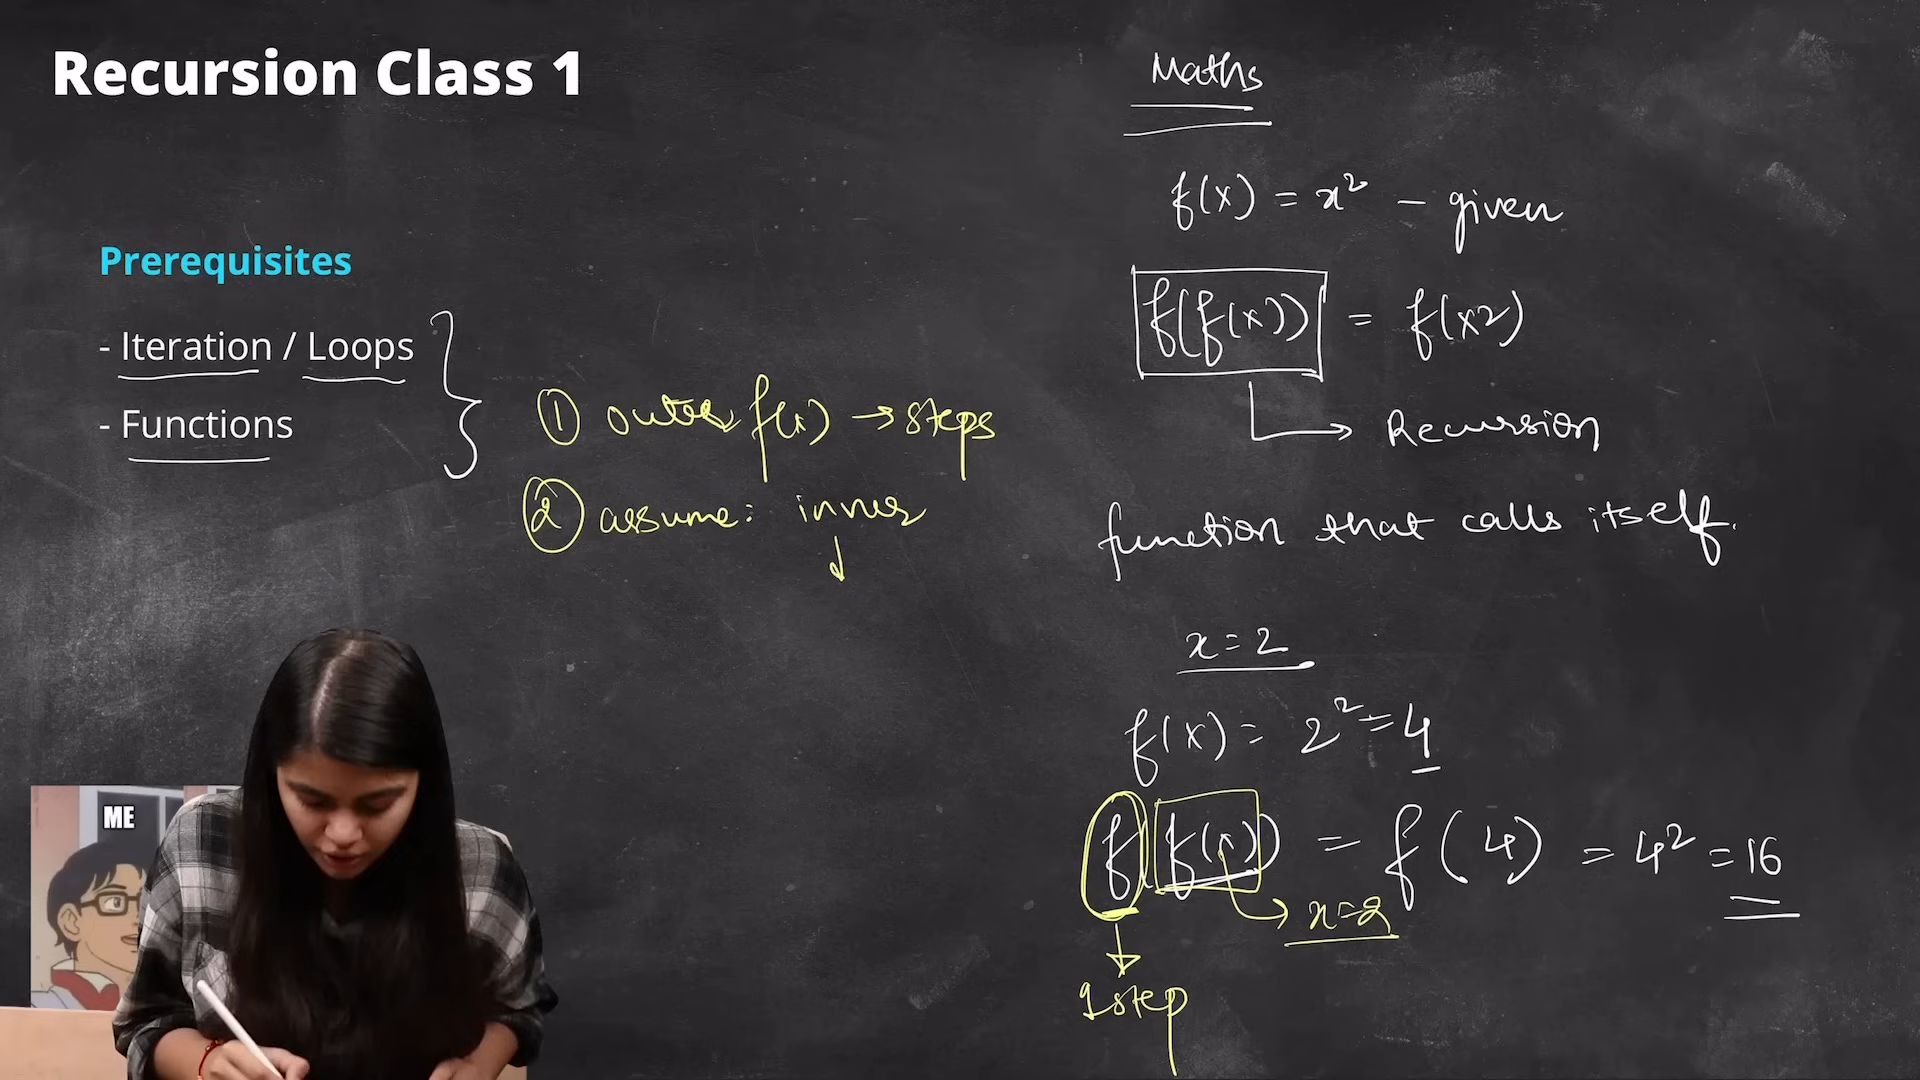 Recursion Class 1
Prerequisites
- Iteration / Loops
- Functions
① outer f(x) → steps
② assume: inner
↓
Maths
f(x) = x² - given
f(f(x)) = f(x2)
→ Recursion
function that calls itself.
x = 2
f(x) = 2² = 4
f(f(x)) = f(4) = 4² = 16
→ x=2
↓
1 step
ME